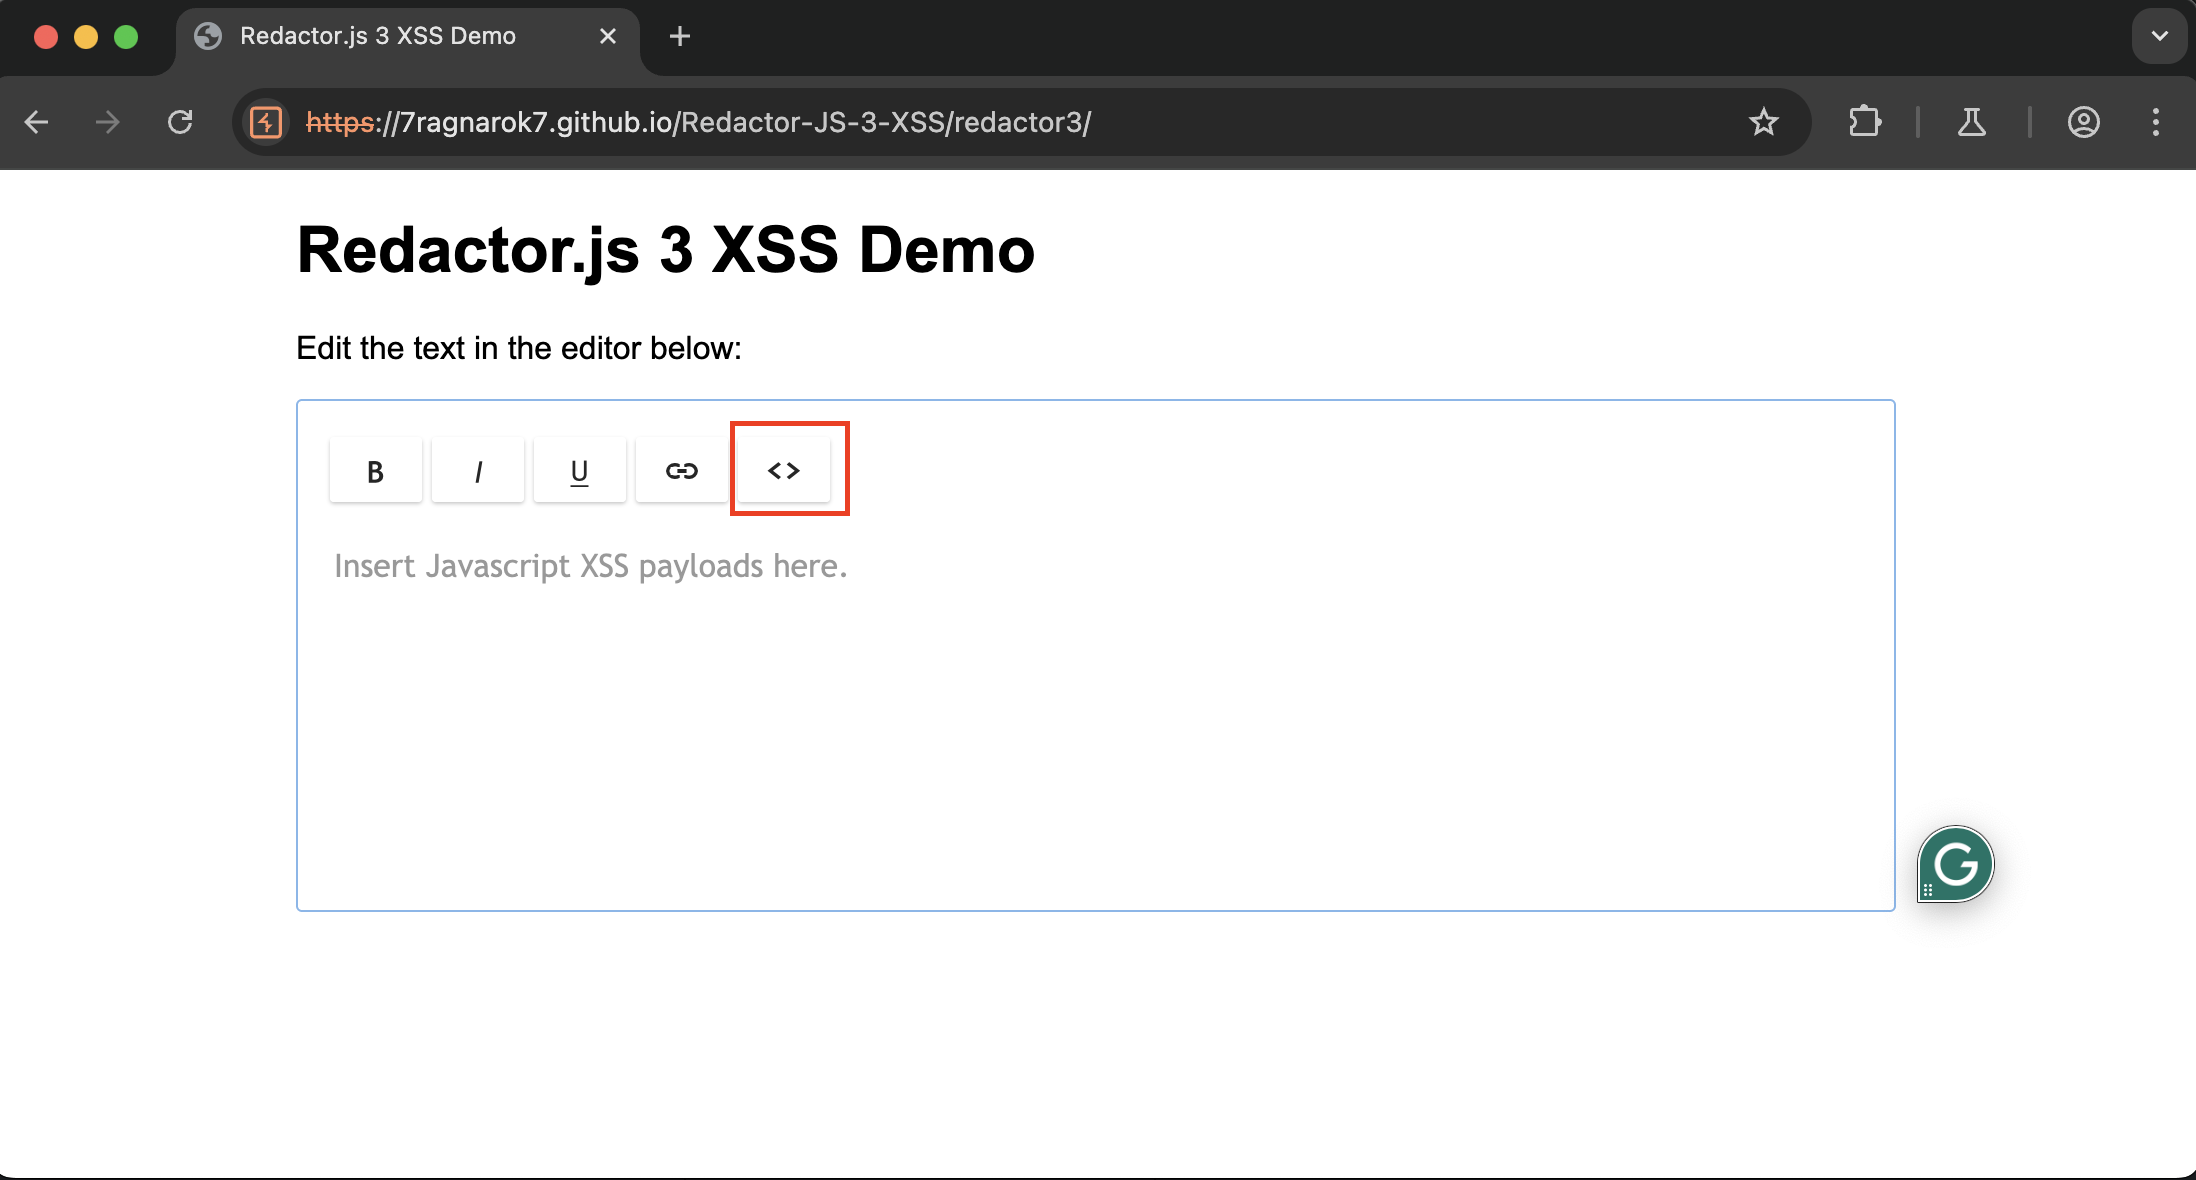 Redactor.js 3 XSS Demo
https://7ragnarok7.github.io/Redactor-JS-3-XSS/redactor3/
Redactor.js 3 XSS Demo
Edit the text in the editor below:
B I U <>
Insert Javascript XSS payloads here.
G